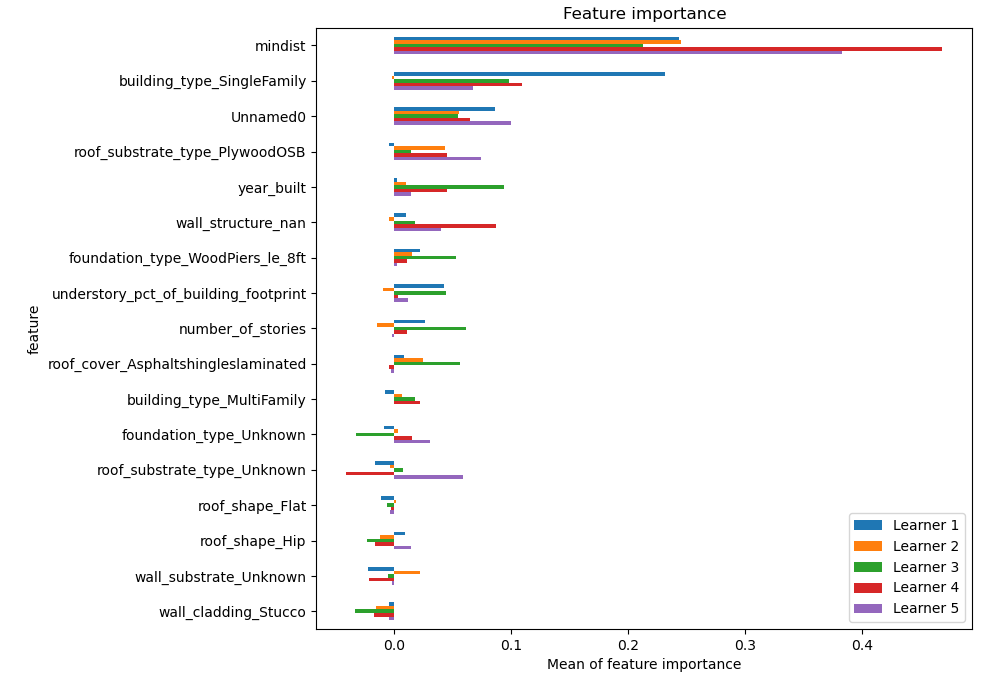 Feature importance
mindist
building_type_SingleFamily
Unnamed0
roof_substrate_type_PlywoodOSB
year_built
wall_structure_nan
foundation_type_WoodPiers_le_8ft
understory_pct_of_building_footprint
number_of_stories
roof_cover_Asphaltshingleslaminated
building_type_MultiFamily
foundation_type_Unknown
roof_substrate_type_Unknown
roof_shape_Flat
roof_shape_Hip
wall_substrate_Unknown
wall_cladding_Stucco
feature
Learner 1
Learner 2
Learner 3
Learner 4
Learner 5
0.0 0.1 0.2 0.3 0.4
Mean of feature importance